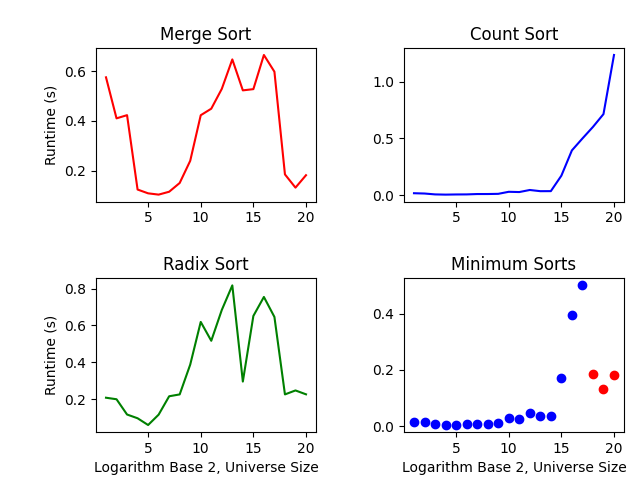 Merge Sort
Runtime (s)
0.6
0.4
0.2
5 10 15 20
Count Sort
1.0
0.5
0.0
5 10 15 20
Radix Sort
Runtime (s)
0.8
0.6
0.4
0.2
5 10 15 20
Logarithm Base 2, Universe Size
Minimum Sorts
0.4
0.2
0.0
5 10 15 20
Logarithm Base 2, Universe Size